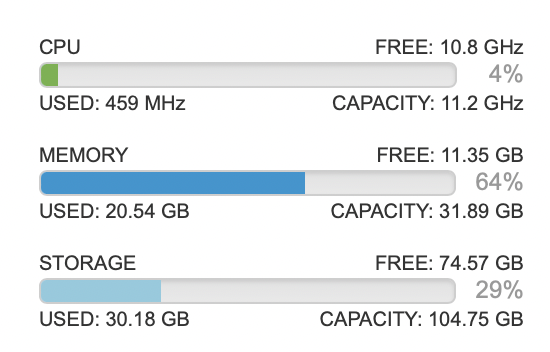 CPU FREE: 10.8 GHz
4%
USED: 459 MHz CAPACITY: 11.2 GHz
MEMORY FREE: 11.35 GB
64%
USED: 20.54 GB CAPACITY: 31.89 GB
STORAGE FREE: 74.57 GB
29%
USED: 30.18 GB CAPACITY: 104.75 GB